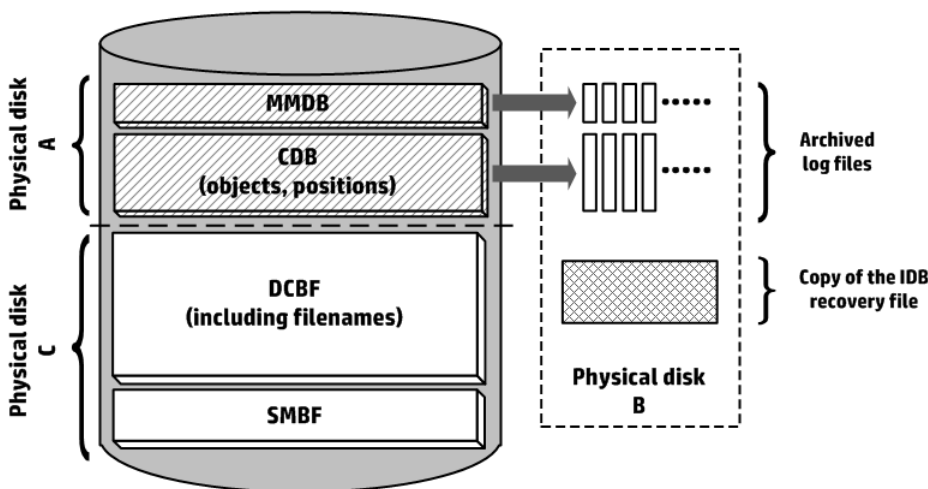 Physical disk
A
MMDB
CDB
(objects, positions)
Archived
log files
Physical disk
C
DCBF
(including filenames)
SMBF
Copy of the IDB
recovery file
Physical disk
B